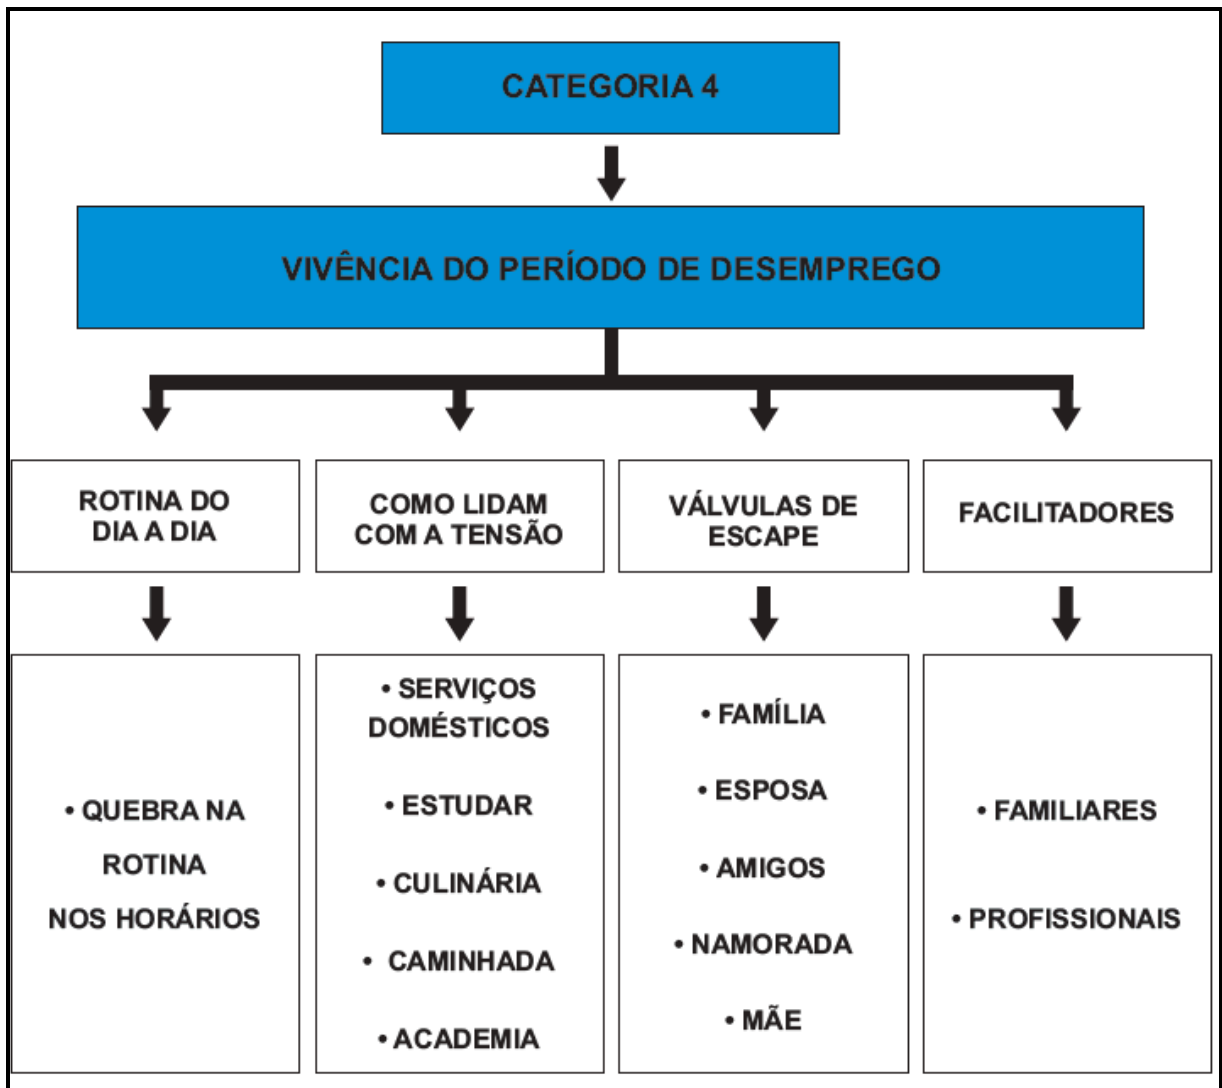 CATEGORIA 4
VIVÊNCIA DO PERÍODO DE DESEMPREGO
ROTINA DO
DIA A DIA
COMO LIDAM
COM A TENSÃO
VÁLVULAS DE
ESCAPE
FACILITADORES
• QUEBRA NA
ROTINA
NOS HORÁRIOS
• SERVIÇOS
DOMÉSTICOS
• ESTUDAR
• CULINÁRIA
• CAMINHADA
• ACADEMIA
• FAMÍLIA
• ESPOSA
• AMIGOS
• NAMORADA
• MÃE
• FAMILIARES
• PROFISSIONAIS